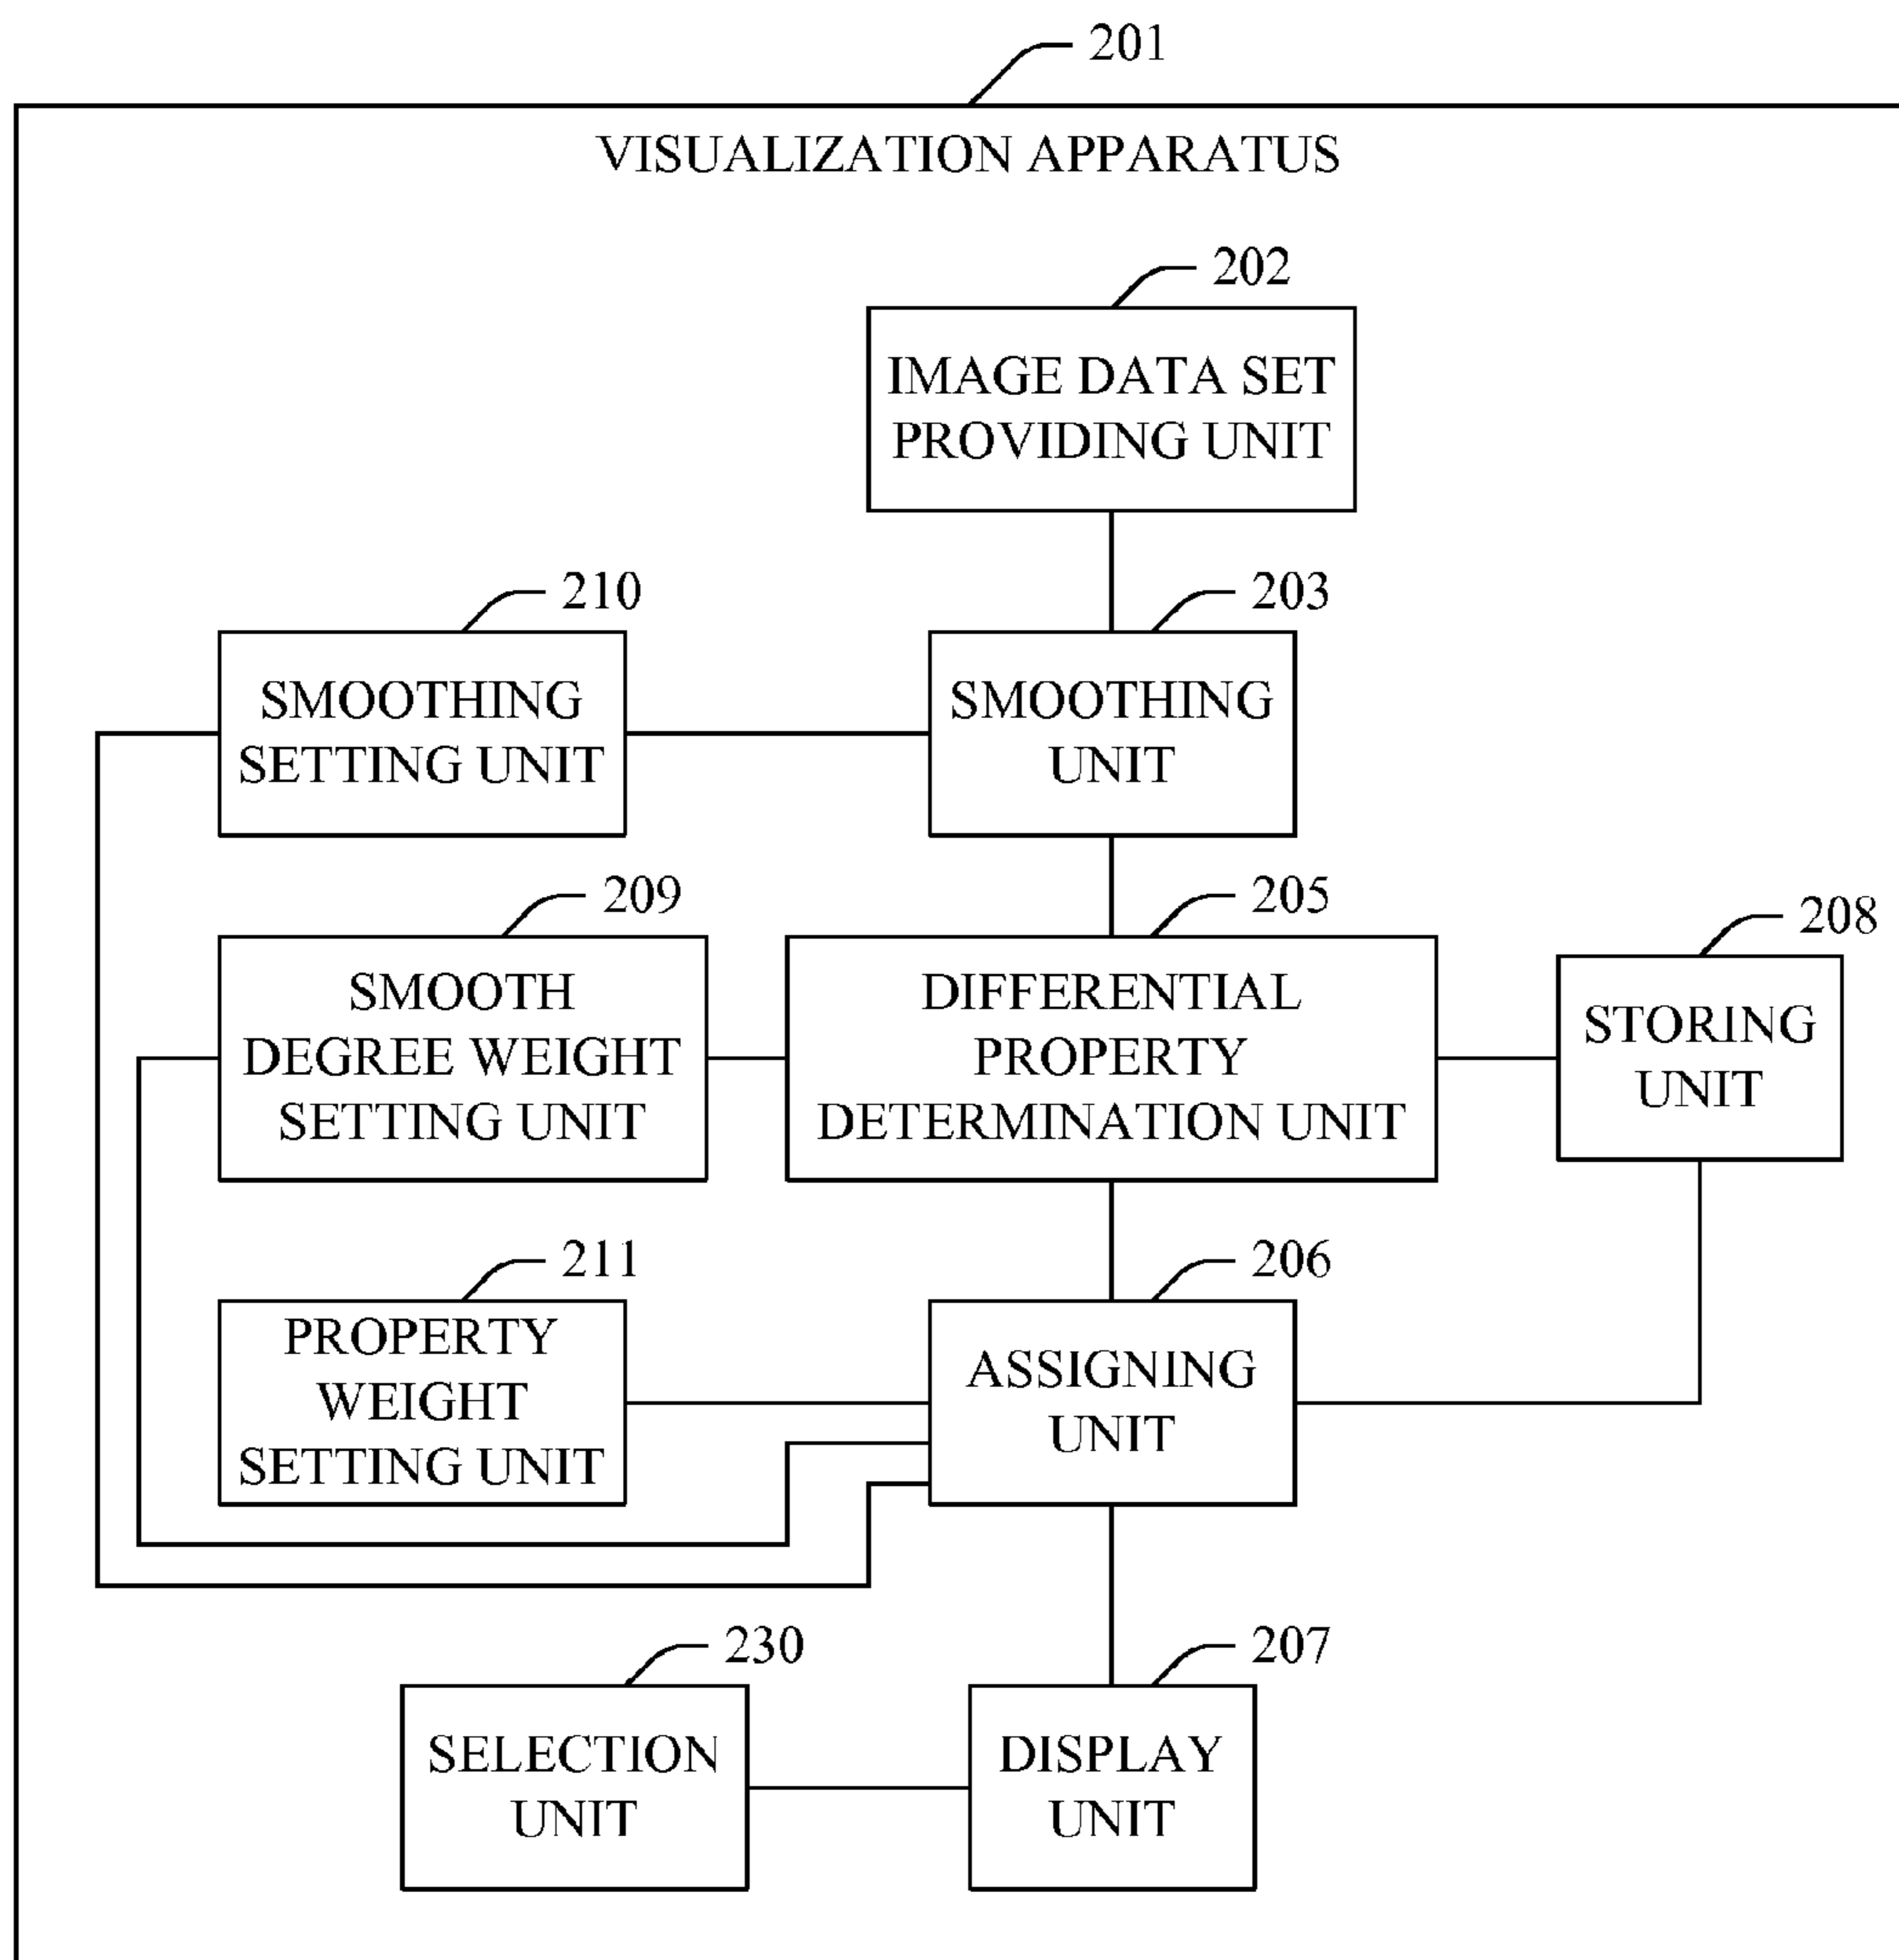 201
VISUALIZATION APPARATUS
202
IMAGE DATA SET
PROVIDING UNIT
210
SMOOTHING
SETTING UNIT
203
SMOOTHING
UNIT
209
SMOOTH
DEGREE WEIGHT
SETTING UNIT
205
DIFFERENTIAL
PROPERTY
DETERMINATION UNIT
208
STORING
UNIT
211
PROPERTY
WEIGHT
SETTING UNIT
206
ASSIGNING
UNIT
230
SELECTION
UNIT
207
DISPLAY
UNIT